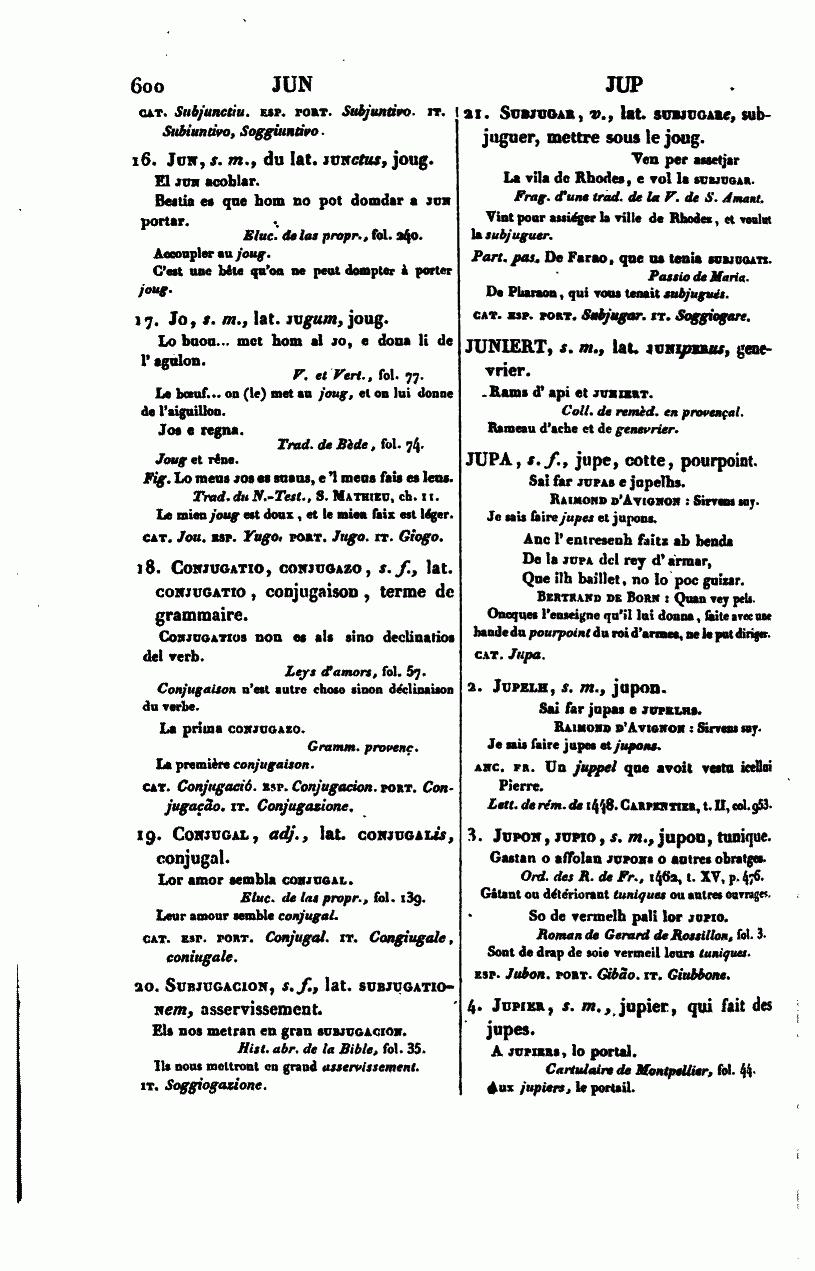 600 JUN JUP
CAT. Subjunctiu. ESP. PORT. Subjuntivo. IT.
Subiuntivo, Soggiuntivo.
16. JUN, s. m., du lat. JUNCtus, joug.
El JUN acoblar.
Bestia es que hom no pot domdar a JUN
portar.
Eluc. de las propr., fol. 240.
Accoupler au joug.
C'est une bête qu'on ne peut dompter à porter
joug.
17. JO, s. m., lat. JUgum, joug.
Lo buou... met hom al JO, e dona li de
l' agulon.
V. et Vert., fol. 77.
Le bœuf... on (le) met au joug, et on lui donne
de l'aiguillon.
Jos e regna.
Trad. de Bède, fol. 74.
Joug et rêne.
Fig. Lo meus JOS es suaus, e 'l meus fais es leus.
Trad. du N.-Test., S. MATHIEU, ch. 11.
Le mien joug est doux, et le mien faix est léger.
CAT. Jou. ESP. Yugo. PORT. Jugo. IT. Giogo.
18. CONJUGATIO, CONJUGAZO, s. f., lat.
CONJUGATIO, conjugaison, terme de
grammaire.
CONJUGATIOS non es als sino declinatios
del verb.
Leys d'amors, fol. 57.
Conjugaison n'est autre chose sinon déclinaison
du verbe.
La prima CONJUGAZO.
Gramm. provenç.
La première conjugaison.
CAT. Conjugació. ESP. Conjugacion. PORT. Con-
jugação. IT. Conjugazione.
19. CONJUGAL, adj., lat. CONJUGALis,
conjugal.
Lor amor sembla CONJUGAL.
Eluc. de las propr., fol. 139.
Leur amour semble conjugal.
CAT. ESP. PORT. Conjugal. IT. Congiugale,
coniugale.
20. SUBJUGACION, s. f., lat. SUBJUGATIO-
Nem, asservissement.
Els nos metran en gran SUBJUGACION.
Hist. abr. de la Bible, fol. 35.
Ils nous mettront en grand asservissement.
IT. Soggiogazione.
21. SUBJUGAR, v., lat. SUBJUGARe, sub-
juguer, mettre sous le joug.
Ven per assetjar
La vila de Rhodes, e vol la SUBJUGAR.
Frag. d'une trad. de la V. de S. Amant.
Vint pour assiéger la ville de Rhodez, et voulut
la subjuguer.
Part. pas. De Farao, que us tenia SUBJUGATZ.
Passio de Maria.
De Pharaon, qui vous tenait subjugués.
CAT. ESP. PORT. Subjugar. IT. Soggiogare.
JUNIERT, s. m., lat. JUNIpERus, gene-
vrier.
Rams d' api et JUNIERT.
Coll. de reméd. en provençal.
Rameau d'ache et de genevrier.
JUPA, s. f., jupe, cotte, pourpoint.
Sai far JUPAS e jupelhs.
RAIMOND D'AVIGNON : Sirvens suy.
Je sais faire jupes et jupons.
Anc l' entresenh faitz ab benda
De la JUPA del rey d' armar,
Que ilh baillet, no lo poc guizar.
BERTRAND DE BORN : Quan vey pels.
Oncques l'enseigne qu'il lui donna, faite avec une
bande du pourpoint du roi d'armes, ne le put diriger.
CAT. Jupa.
2. JUPELH, s. m., jupon.
Sai far jupas e JUPELHS.
RAIMOND D'AVIGNON : Sirvens suy.
Je sais faire jupes et jupons.
ANC. FR. Un juppel que avoit vestu icellui
Pierre.
Lett. de rém. de 1448. CARPENTIER, t. II, col. 953.
3. JUPON, JUPIO, s. m., jupon, tunique.
Gastan o affolan JUPONS o autres obratges.
Ord. des R. de Fr., 1462, t. XV, p. 476.
Gâtant ou détériorant tuniques ou autres ouvrages.
So de vermelh pali lor JUPIO.
Roman de Gerard de Rossillon, fol. 3.
Sont de drap de soie vermeil leurs tuniques.
ESP. Jubon. PORT. Gibão. IT. Giubbone.
4. JUPIER, s. m., jupier, qui fait des
jupes.
A JUPIERS, lo portal.
Cartulaire de Montpellier, fol. 44.
Aux jupiers, le portail.